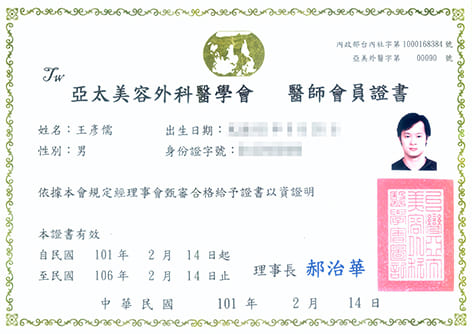 內政部台內社字第 1000168384 號
亞美外醫字第 00090 號
Tw
亞太美容外科醫學會 醫師會員證書
姓名：王彥儒 出生日期：
性別：男 身份證字號：
依據本會規定經理事會甄審合格給予證書以資證明
本證書有效
自民國 101 年 2 月 14 日起
至民國 106 年 2 月 14 日止
理事長 郝治華
中華民國 101 年 2 月 14 日